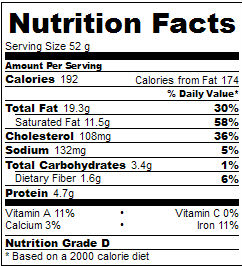 Nutrition Facts
Serving Size 52 g
Amount Per Serving
Calories 192 Calories from Fat 174
% Daily Value*
Total Fat 19.3g 30%
Saturated Fat 11.5g 58%
Cholesterol 108mg 36%
Sodium 132mg 5%
Total Carbohydrates 3.4g 1%
Dietary Fiber 1.6g 6%
Protein 4.7g
Vitamin A 11% • Vitamin C 0%
Calcium 3% • Iron 11%
Nutrition Grade D
* Based on a 2000 calorie diet